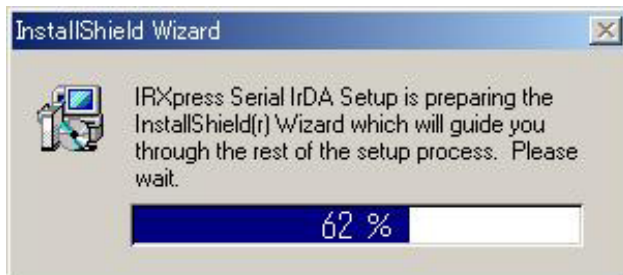 InstallShield Wizard
IRXpress Serial IrDA Setup is preparing the
InstallShield(r) Wizard which will guide you
through the rest of the setup process.  Please
wait.
62 %